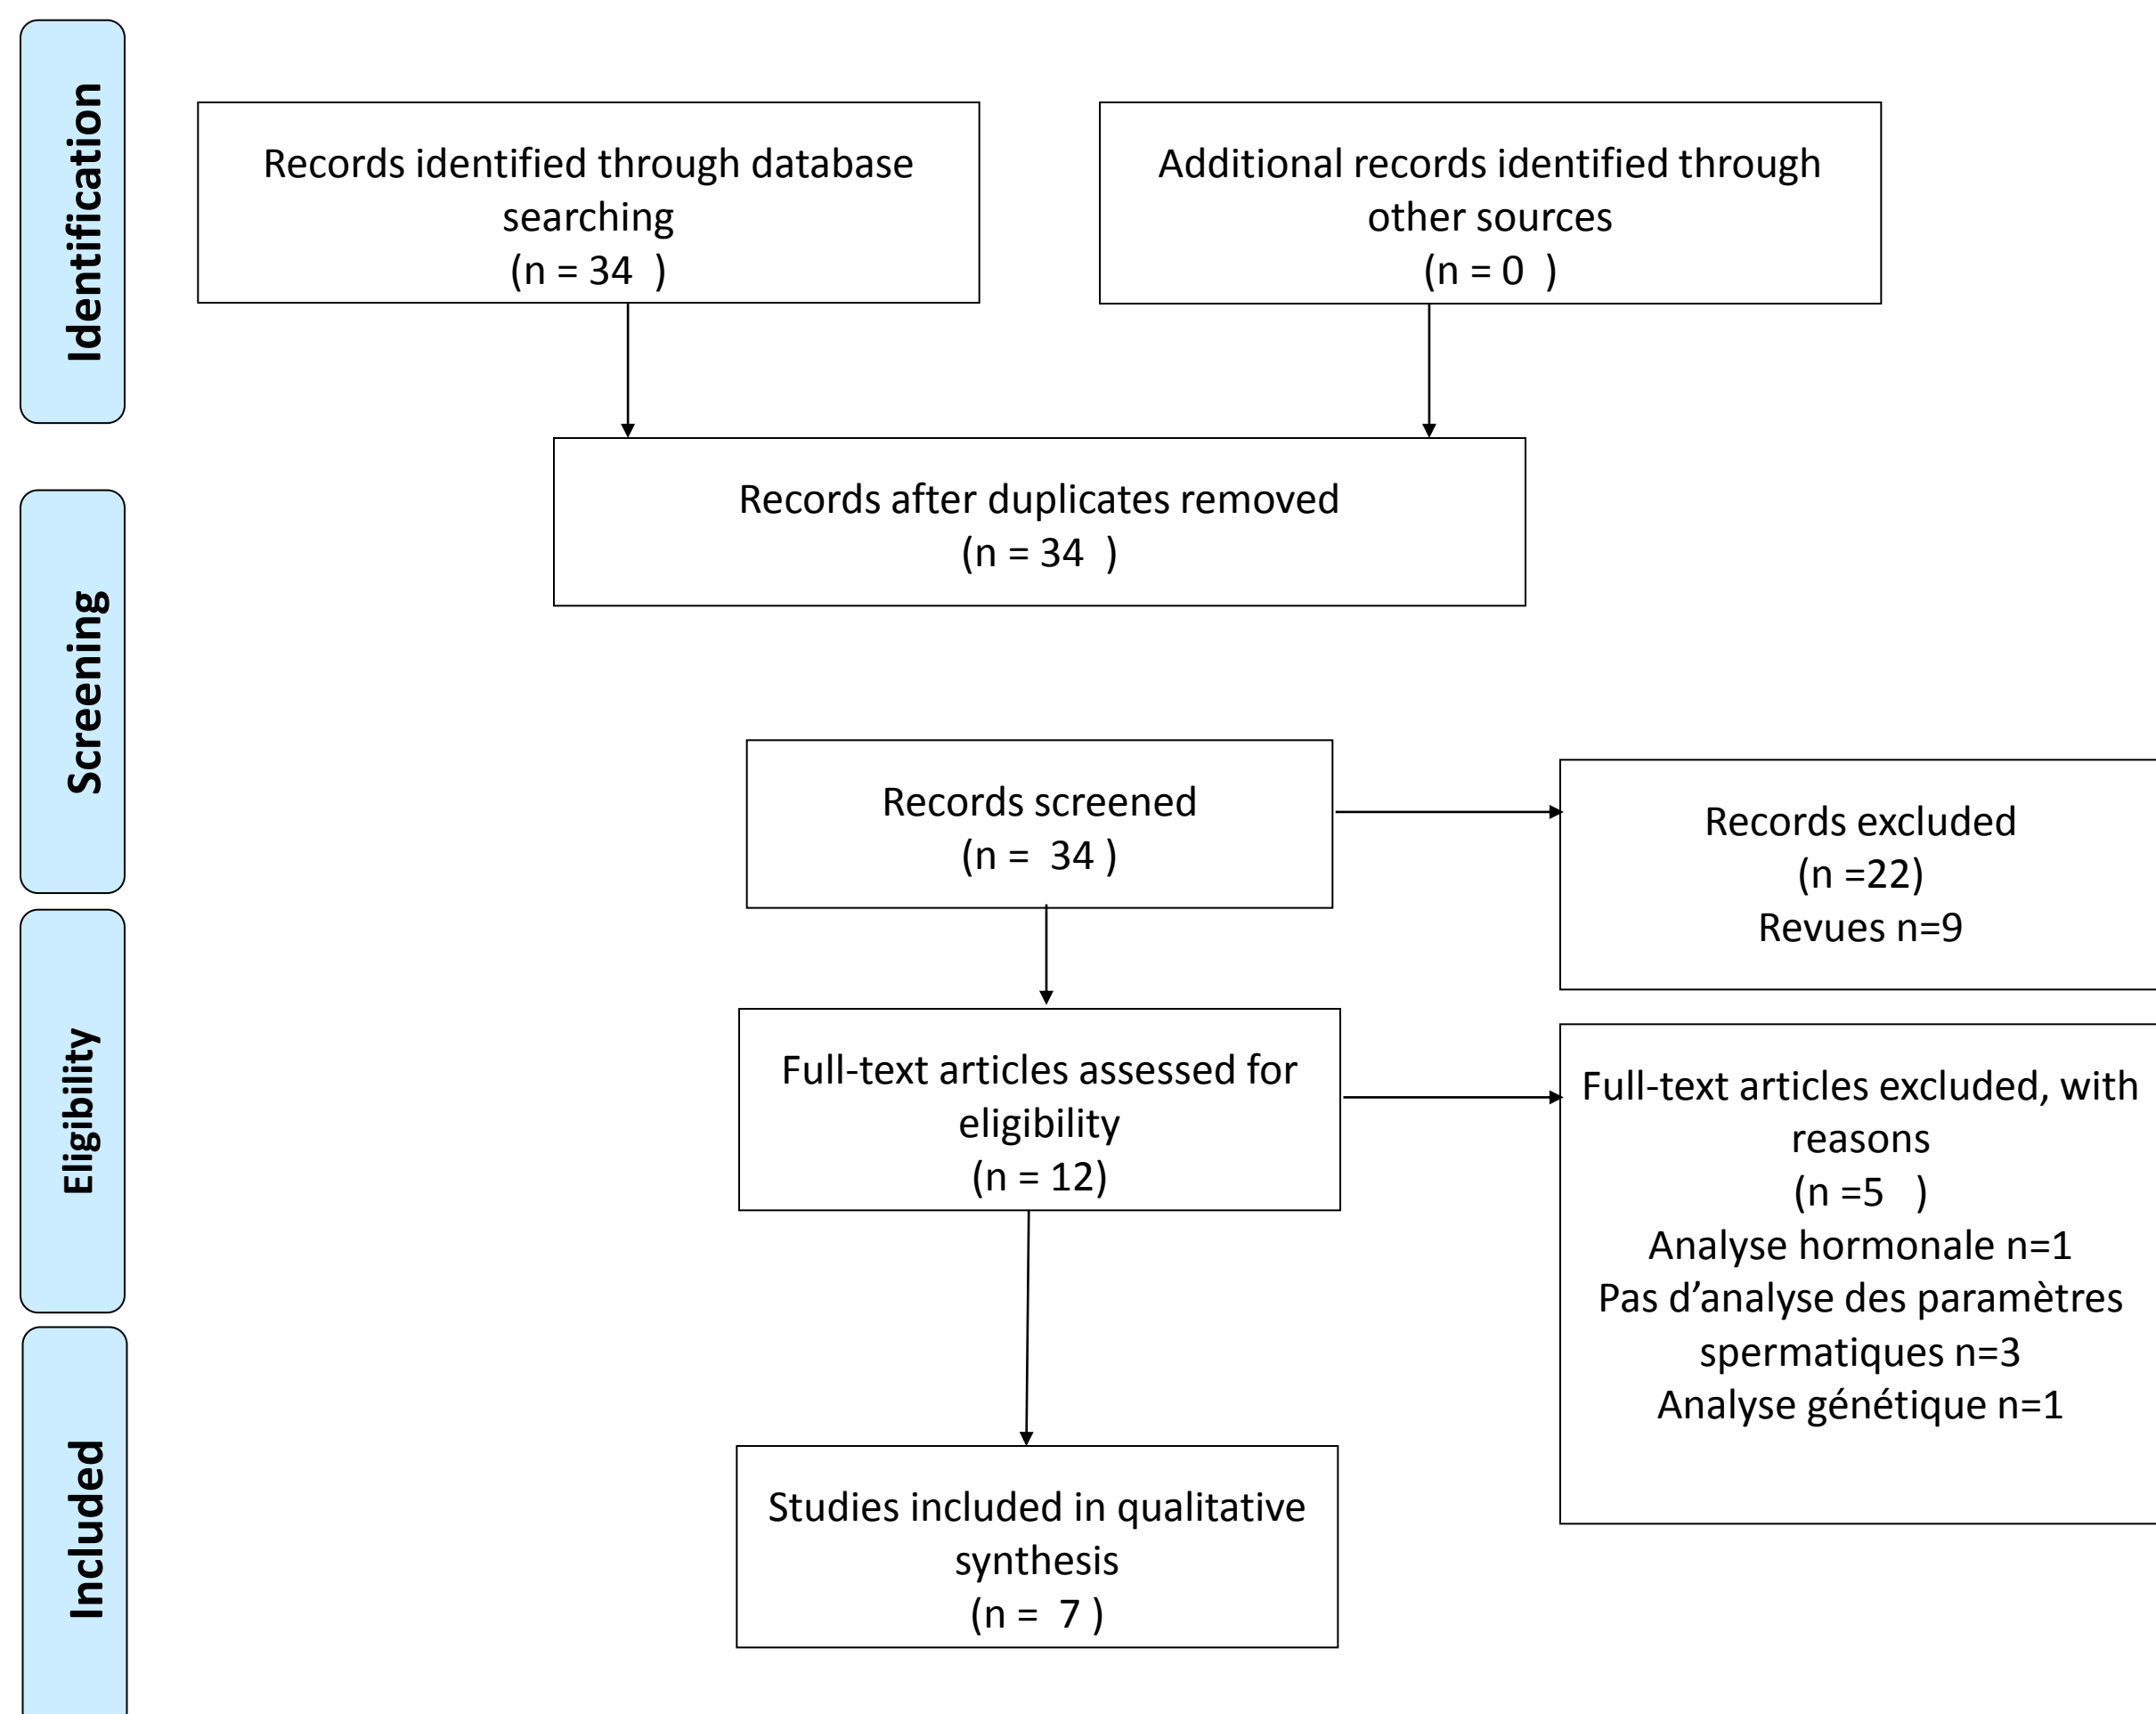 Identification
Records identified through database
searching
(n = 34  )
Additional records identified through
other sources
(n = 0  )
Records after duplicates removed
(n = 34  )
Screening
Records screened
(n =  34 )
Records excluded
(n =22)
Revues n=9
Eligibility
Full-text articles assessed for
eligibility
(n = 12)
Full-text articles excluded, with
reasons
(n =5   )
Analyse hormonale n=1
Pas d’analyse des paramètres
spermatiques n=3
Analyse génétique n=1
Included
Studies included in qualitative
synthesis
(n =  7 )